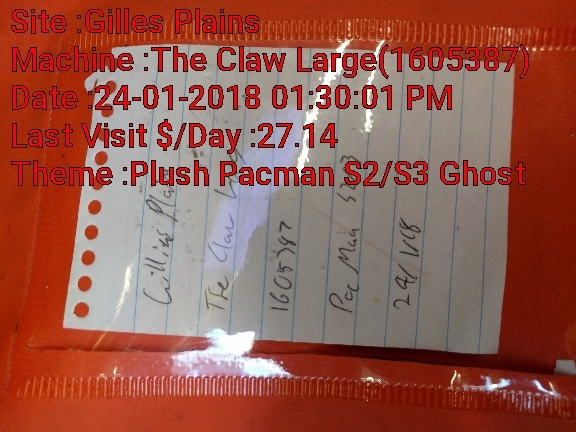 Site :Gilles Plains
Machine :The Claw Large(1605387)
Date :24-01-2018 01:30:01 PM
Last Visit $/Day :27.14
Theme :Plush Pacman S2/S3 Ghost
Gillies Plai
The Claw
1605387
Pac Man S2/S3
24/1/18